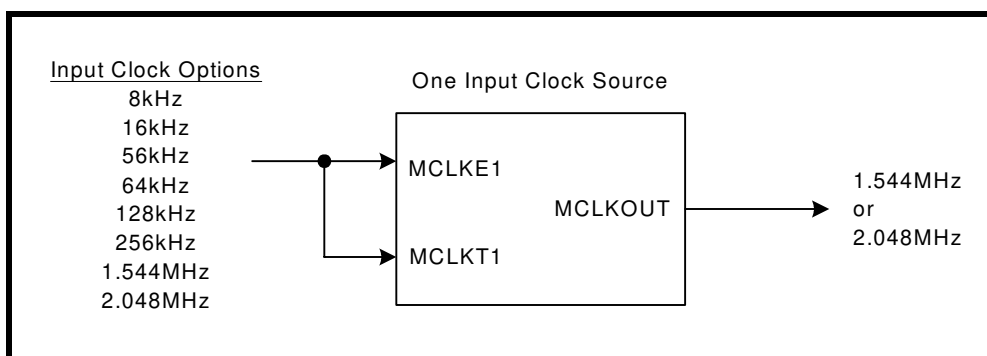 Input Clock Options
8kHz
16kHz
56kHz
64kHz
128kHz
256kHz
1.544MHz
2.048MHz
One Input Clock Source
MCLKE1
MCLKT1
MCLKOUT
1.544MHz
or
2.048MHz